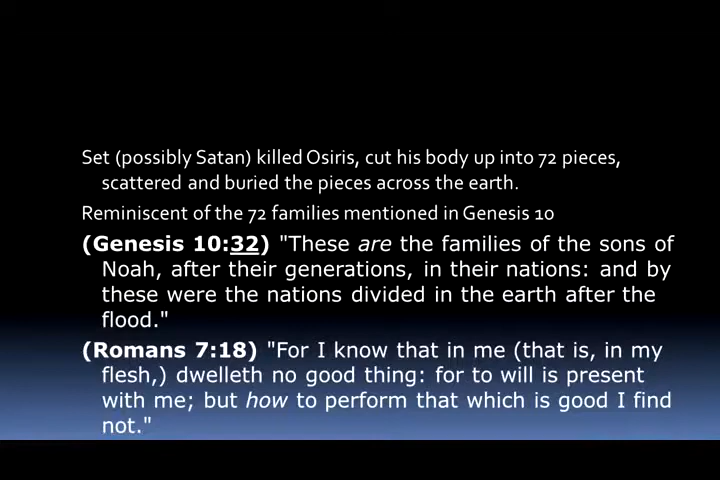 Set (possibly Satan) killed Osiris, cut his body up into 72 pieces,
scattered and buried the pieces across the earth.
Reminiscent of the 72 families mentioned in Genesis 10
(Genesis 10:32) "These are the families of the sons of
Noah, after their generations, in their nations: and by
these were the nations divided in the earth after the
flood."
(Romans 7:18) "For I know that in me (that is, in my
flesh,) dwelleth no good thing: for to will is present
with me; but how to perform that which is good I find
not."